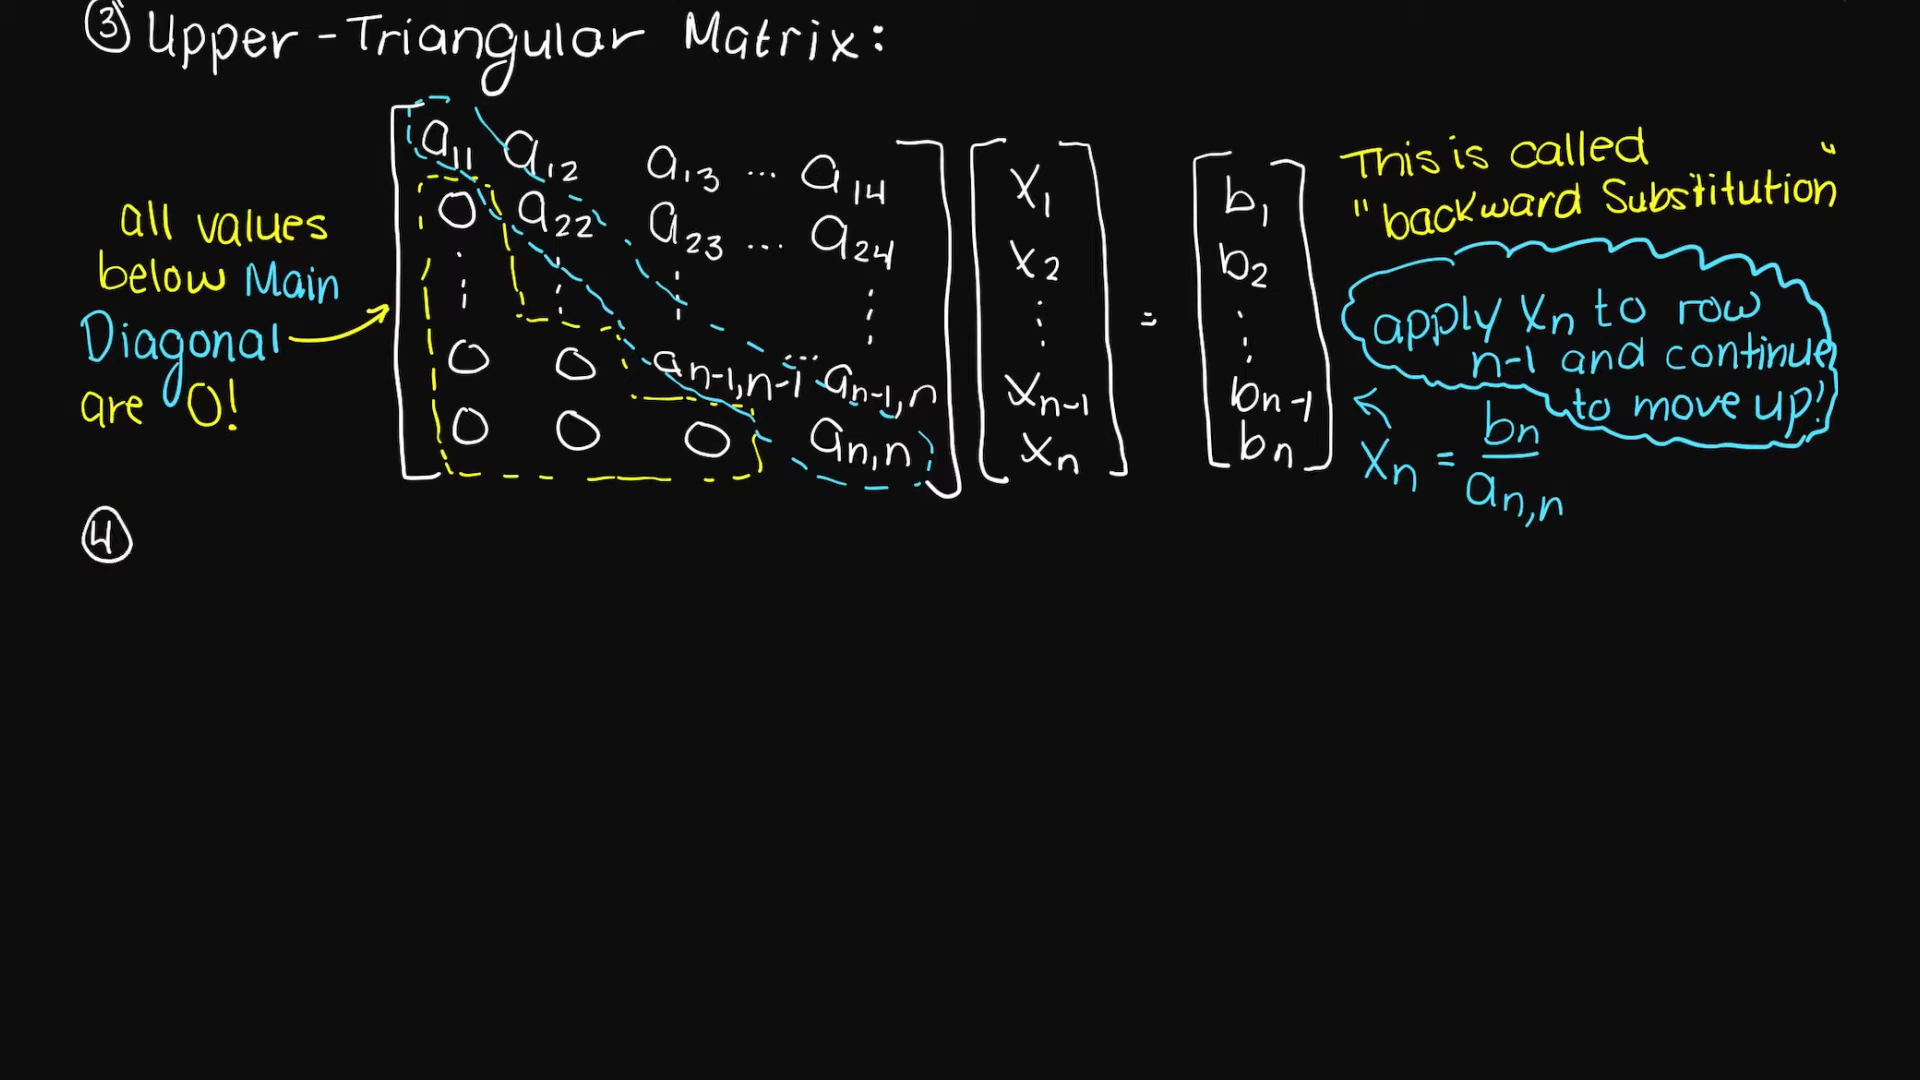 ③ Upper-Triangular Matrix:
all values
below Main
Diagonal
are 0!
a₁₁ a₁₂ a₁₃ ... a₁₄
0 a₂₂ a₂₃ ... a₂₄
⋮ ⋮ ⋮ ⋮
0 0 aₙ₋₁,ₙ₋₁ ... aₙ₋₁,ₙ
0 0 0 aₙ,ₙ
x₁
x₂
⋮
xₙ₋₁
xₙ
=
b₁
b₂
⋮
bₙ₋₁
bₙ
This is called
"backward Substitution"
apply xₙ to row
n-1 and continue
to move up!
xₙ = bₙ / aₙ,ₙ
④